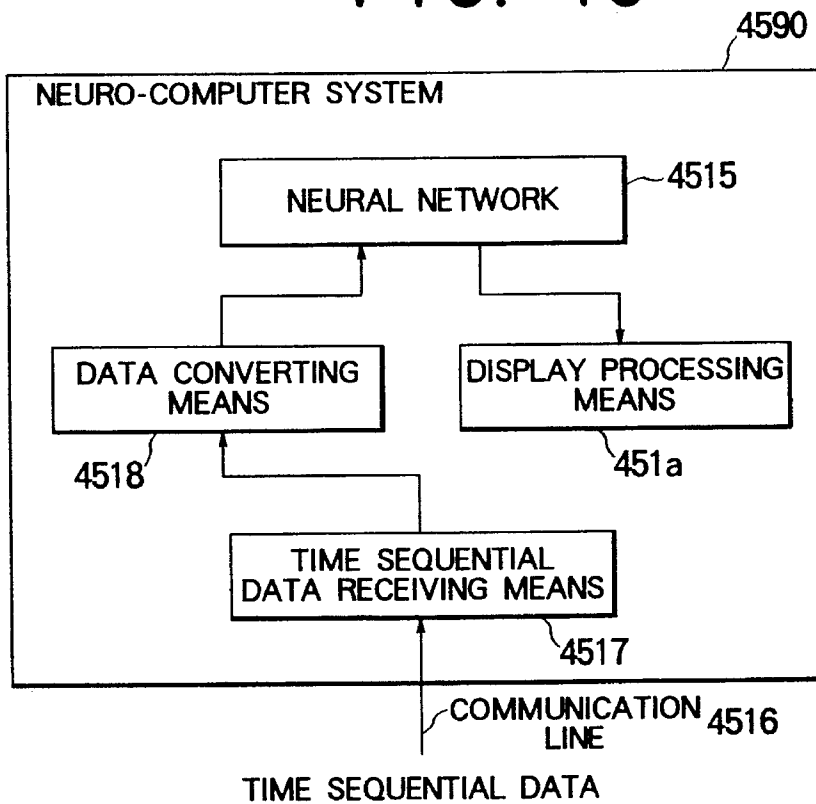 4590
NEURO-COMPUTER SYSTEM
NEURAL NETWORK
4515
DATA CONVERTING
MEANS
4518
DISPLAY PROCESSING
MEANS
451a
TIME SEQUENTIAL
DATA RECEIVING MEANS
4517
COMMUNICATION
LINE
4516
TIME SEQUENTIAL DATA